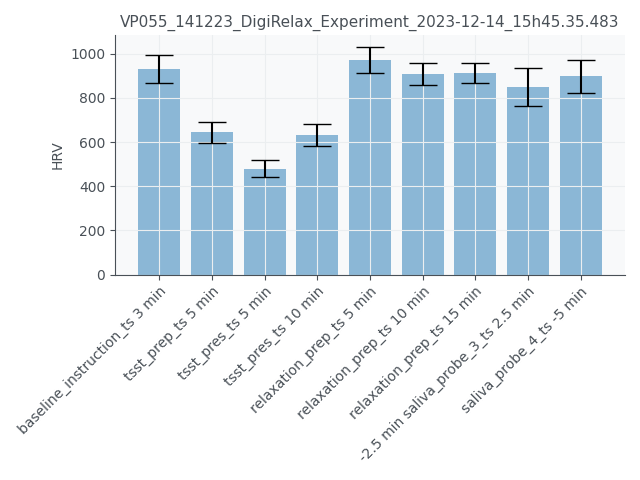 VP055_141223_DigiRelax_Experiment_2023-12-14_15h45.35.483
1000
800
600
400
200
0
HRV
baseline_instruction_ts 3 min
tsst_prep_ts 5 min
tsst_pres_ts 5 min
tsst_pres_ts 10 min
relaxation_prep_ts 5 min
relaxation_prep_ts 10 min
relaxation_prep_ts 15 min
-2.5 min saliva_probe_3_ts 2.5 min
saliva_probe_4_ts -5 min